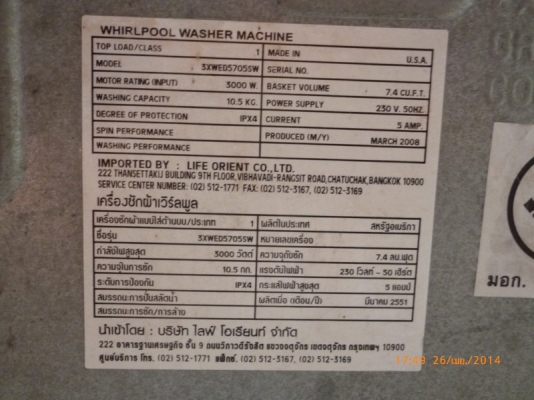 WHIRLPOOL WASHER MACHINE
TOP LOAD/CLASS 1 MADE IN U.S.A.
MODEL 3XWED5705SW SERIAL NO.
MOTOR RATING (INPUT) 3000 W. BASKET VOLUME 7.4 CU.FT.
WASHING CAPACITY 10.5 KG. POWER SUPPLY 230 V. 50HZ.
DEGREE OF PROTECTION IPX4 CURRENT 5 AMP.
SPIN PERFORMANCE PRODUCED (M/Y) MARCH 2008
WASHING PERFORMANCE
IMPORTED BY : LIFE ORIENT CO.,LTD.
222 THANSETTAKIJ BUILDING 9TH FLOOR,VIBHAVADI-RANGSIT ROAD,CHATUCHAK,BANGKOK 10900
SERVICE CENTER NUMBER: (02) 512-1771 FAX: (02) 512-3167, (02) 512-3169
เครื่องซักผ้าเวิร์ลพูล
เครื่องซักผ้าแบบใส่ด้านบน/ประเภท 1 ผลิตในประเทศ สหรัฐอเมริกา
ชื่อรุ่น 3XWED5705SW หมายเลขเครื่อง
กำลังไฟสูงสุด 3000 วัตต์ ความจุถังซัก 7.4 ลบ.ฟุต
ความจุในการซัก 10.5 กก. แรงดันไฟฟ้า 230 โวลท์ - 50 เฮิร์ต
ระดับการป้องกัน IPX4 กระแสไฟฟ้าสูงสุด 5 แอมป์
สมรรถนะการปั่นสลัดน้ำ ผลิตเมื่อ (เดือน/ปี) มีนาคม 2551
สมรรถนะการซัก/การล้าง
นำเข้าโดย : บริษัท ไลฟ์ โอเรียนท์ จำกัด
222 อาคารฐานเศรษฐกิจ ชั้น 9 ถนนวิภาวดีรังสิต แขวงจตุจักร เขตจตุจักร กรุงเทพฯ 10900
ศูนย์บริการ โทร. (02) 512-1771 แฟ็กซ์. (02) 512-3167, (02) 512-3169
มอก.
26/เม./2014